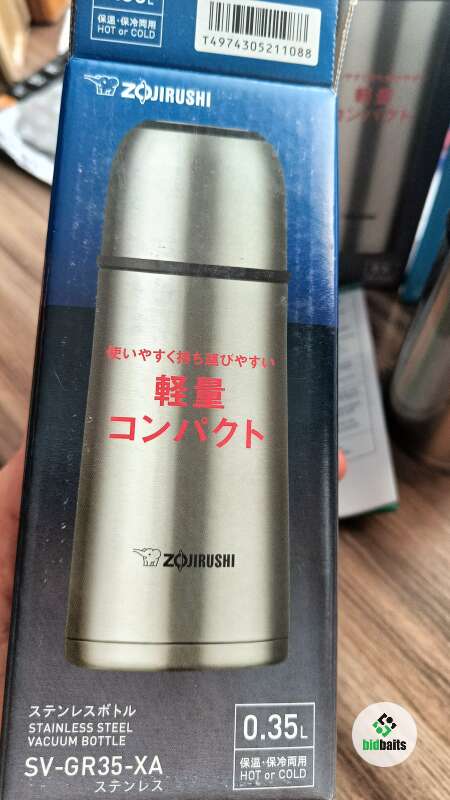 保温・保冷両用
HOT or COLD
T4974305211088
ZOJIRUSHI
使いやすく持ち運びやすい
軽量
コンパクト
ZOJIRUSHI
ステンレスボトル
STAINLESS STEEL
VACUUM BOTTLE
SV-GR35-XA
ステンレス
0.35L
保温・保冷両用
HOT or COLD
軽量
コンパクト
bidbaits